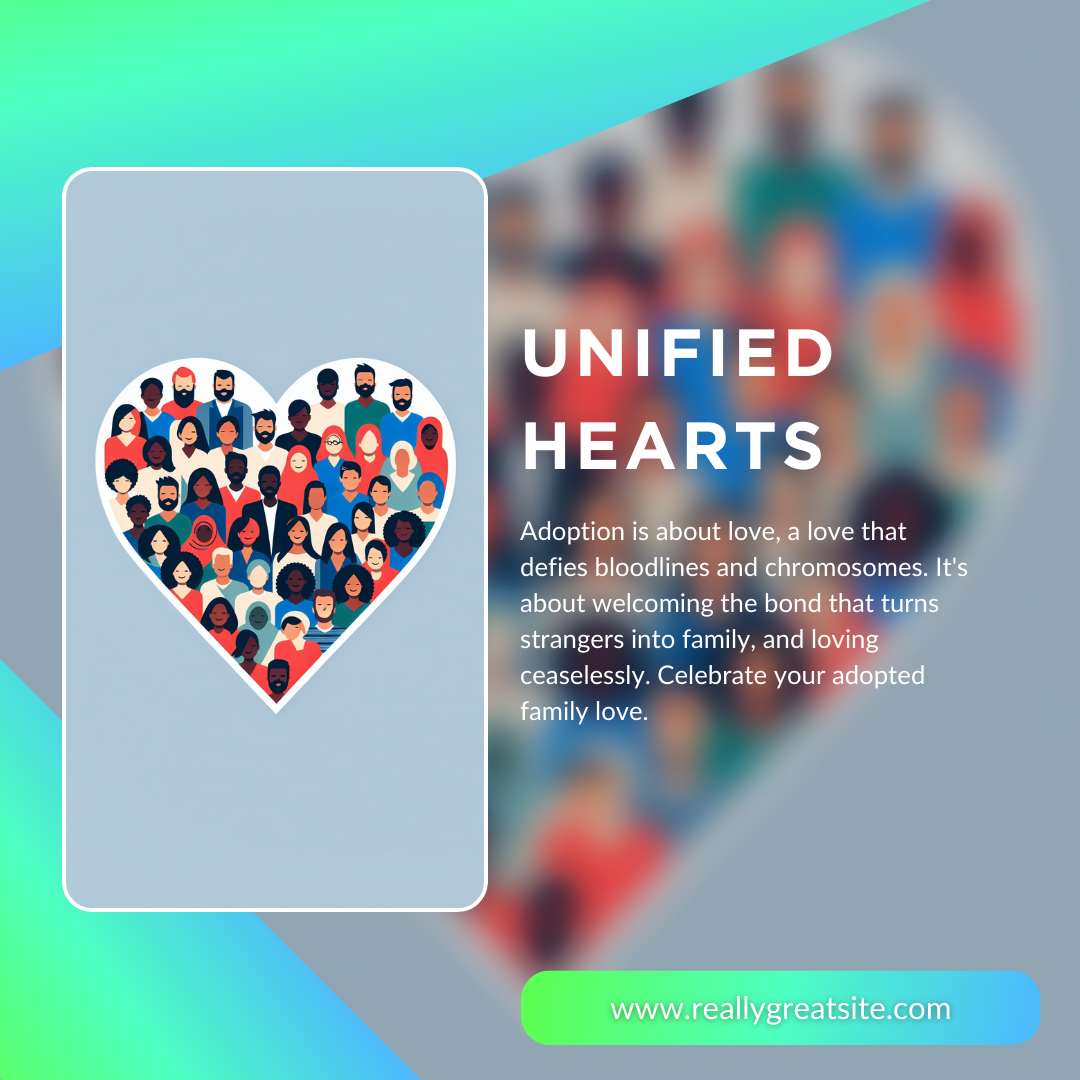 UNIFIED
HEARTS
Adoption is about love, a love that
defies bloodlines and chromosomes. It's
about welcoming the bond that turns
strangers into family, and loving
ceaselessly. Celebrate your adopted
family love.
www.reallygreatsite.com